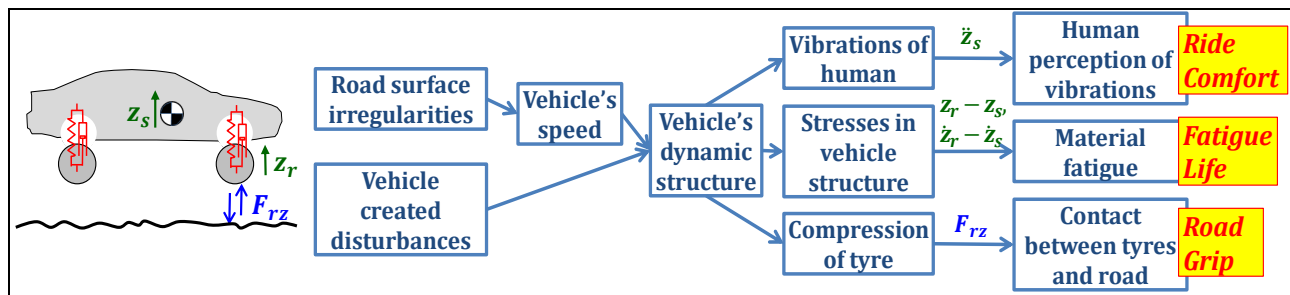 z_s
z_r
F_rz
Road surface
irregularities
Vehicle
created
disturbances
Vehicle's
speed
Vehicle's
dynamic
structure
Vibrations of
human
z̈_s
Human
perception of
vibrations
Ride
Comfort
Stresses in
vehicle
structure
z_r − z_s,
ż_r − ż_s
Material
fatigue
Fatigue
Life
Compression
of tyre
F_rz
Contact
between tyres
and road
Road
Grip